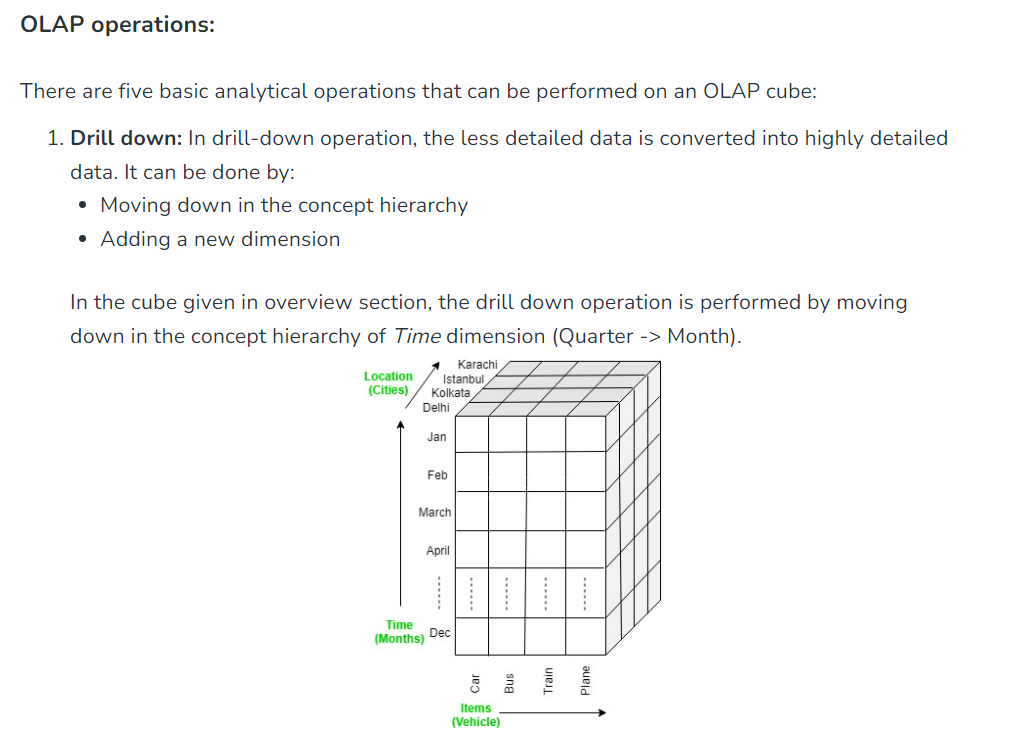 OLAP operations:
There are five basic analytical operations that can be performed on an OLAP cube:
1. Drill down: In drill-down operation, the less detailed data is converted into highly detailed
data. It can be done by:
• Moving down in the concept hierarchy
• Adding a new dimension
In the cube given in overview section, the drill down operation is performed by moving
down in the concept hierarchy of Time dimension (Quarter -> Month).
Location
(Cities)
Karachi
Istanbul
Kolkata
Delhi
Jan
Feb
March
April
Dec
Time
(Months)
Car
Bus
Train
Plane
Items
(Vehicle)